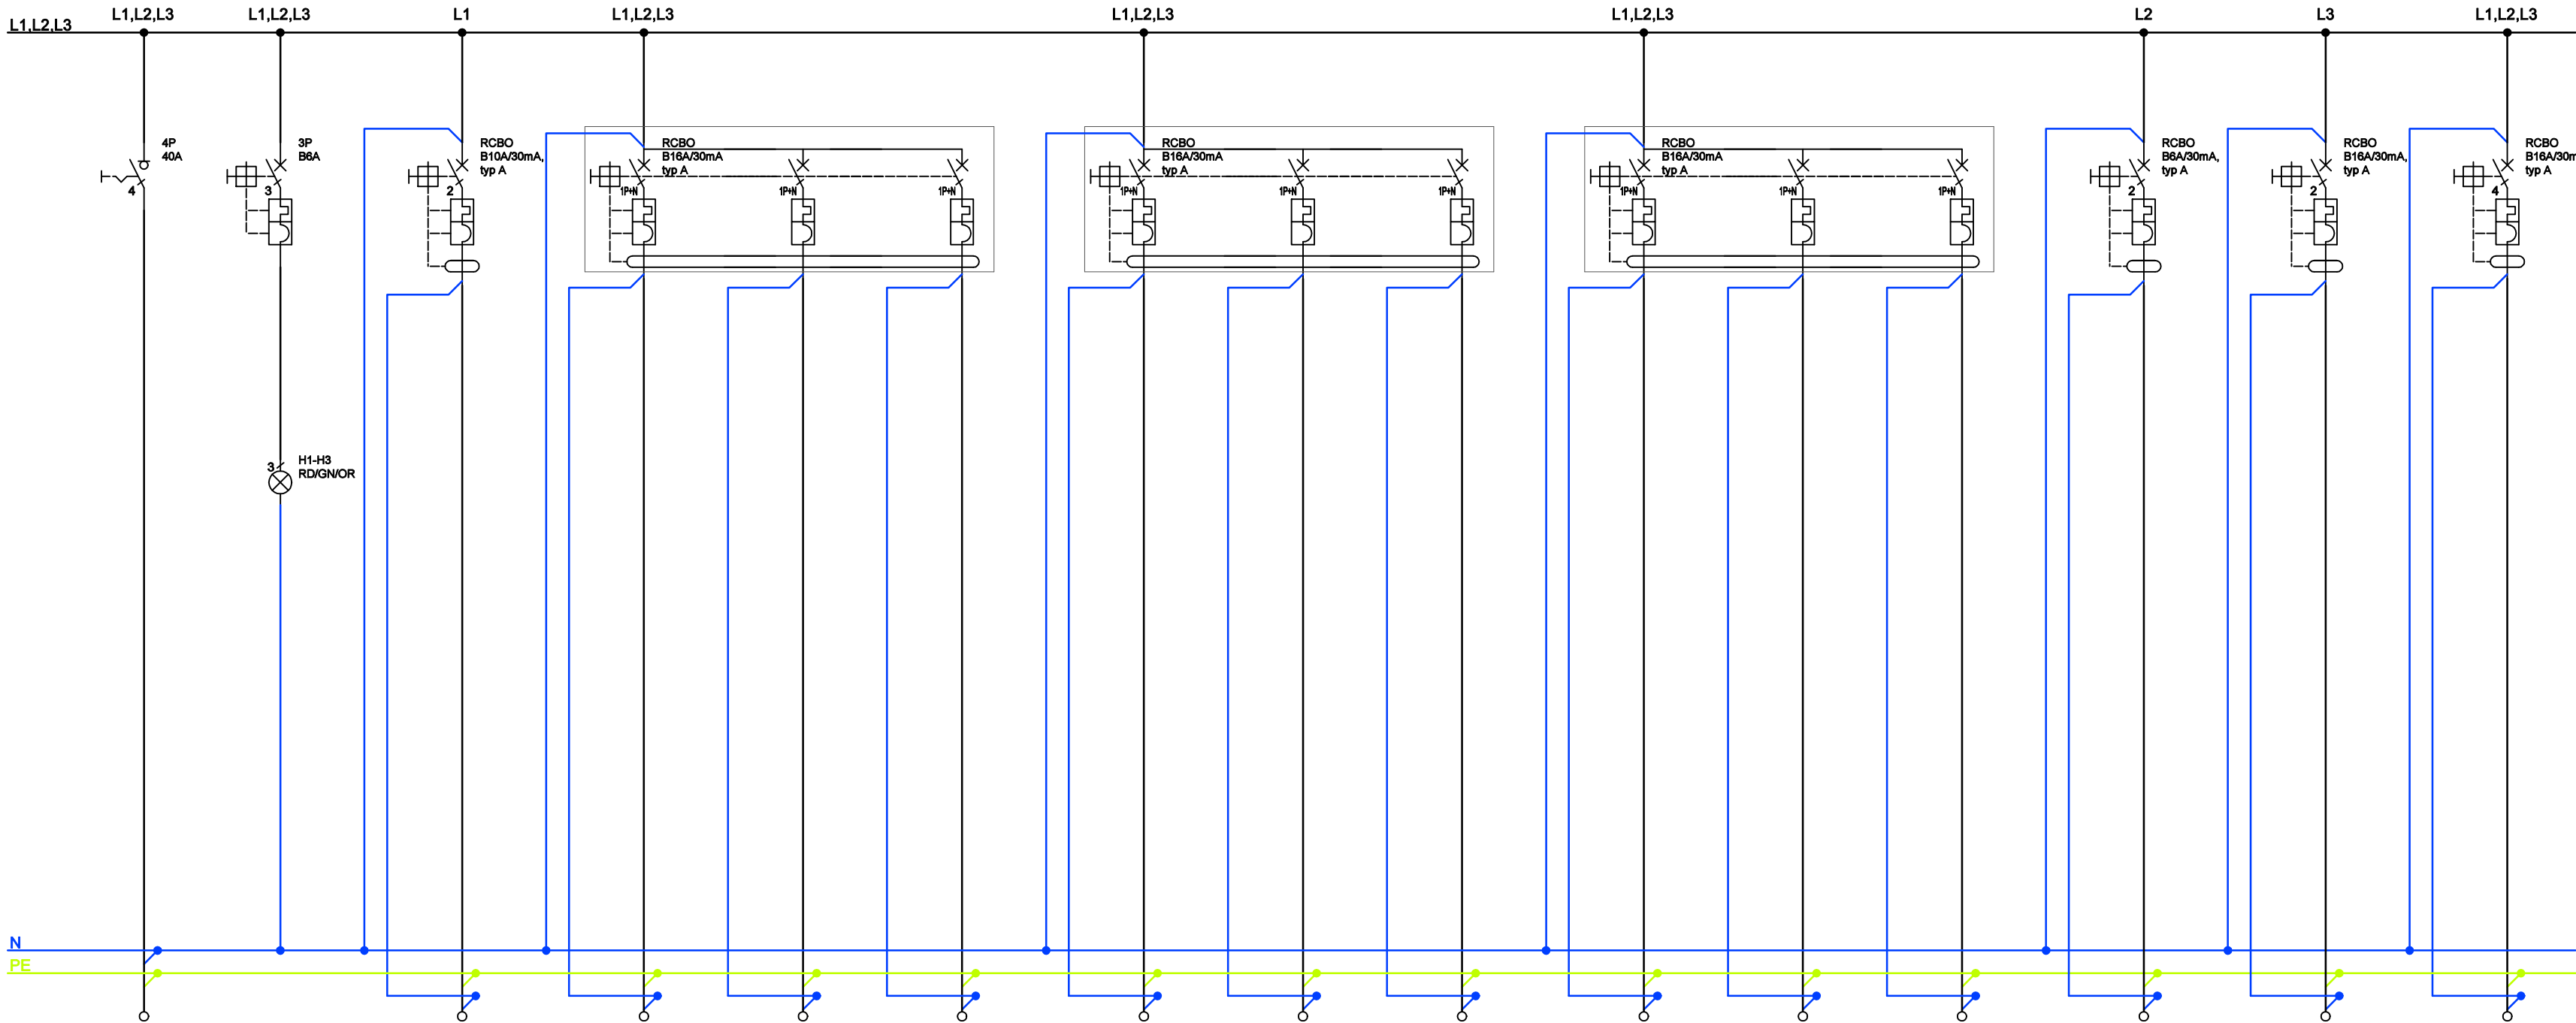 L1,L2,L3
L1,L2,L3
L1,L2,L3
L1
L1,L2,L3
L1,L2,L3
L1,L2,L3
L2
L3
L1,L2,L3
4P
40A
4
3P
B6A
3
RCBO
B10A/30mA,
typ A
2
RCBO
B16A/30mA
typ A
1P+N
1P+N
1P+N
RCBO
B16A/30mA
typ A
1P+N
1P+N
1P+N
RCBO
B16A/30mA
typ A
1P+N
1P+N
1P+N
RCBO
B6A/30mA,
typ A
2
RCBO
B16A/30mA,
typ A
2
RCBO
B16A/30m
typ A
4
3
H1-H3
RD/GN/OR
N
PE